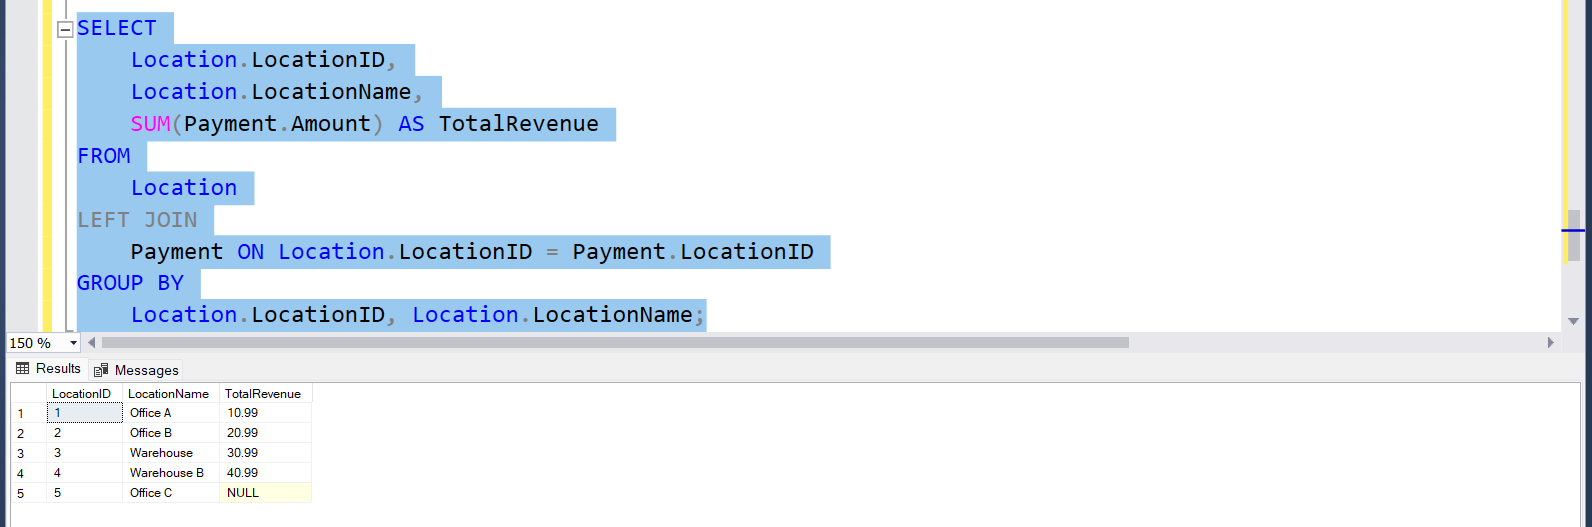 SELECT
Location.LocationID,
Location.LocationName,
SUM(Payment.Amount) AS TotalRevenue
FROM
Location
LEFT JOIN
Payment ON Location.LocationID = Payment.LocationID
GROUP BY
Location.LocationID, Location.LocationName;
150 %
Results Messages
LocationID LocationName TotalRevenue
1 1 Office A 10.99
2 2 Office B 20.99
3 3 Warehouse 30.99
4 4 Warehouse B 40.99
5 5 Office C NULL